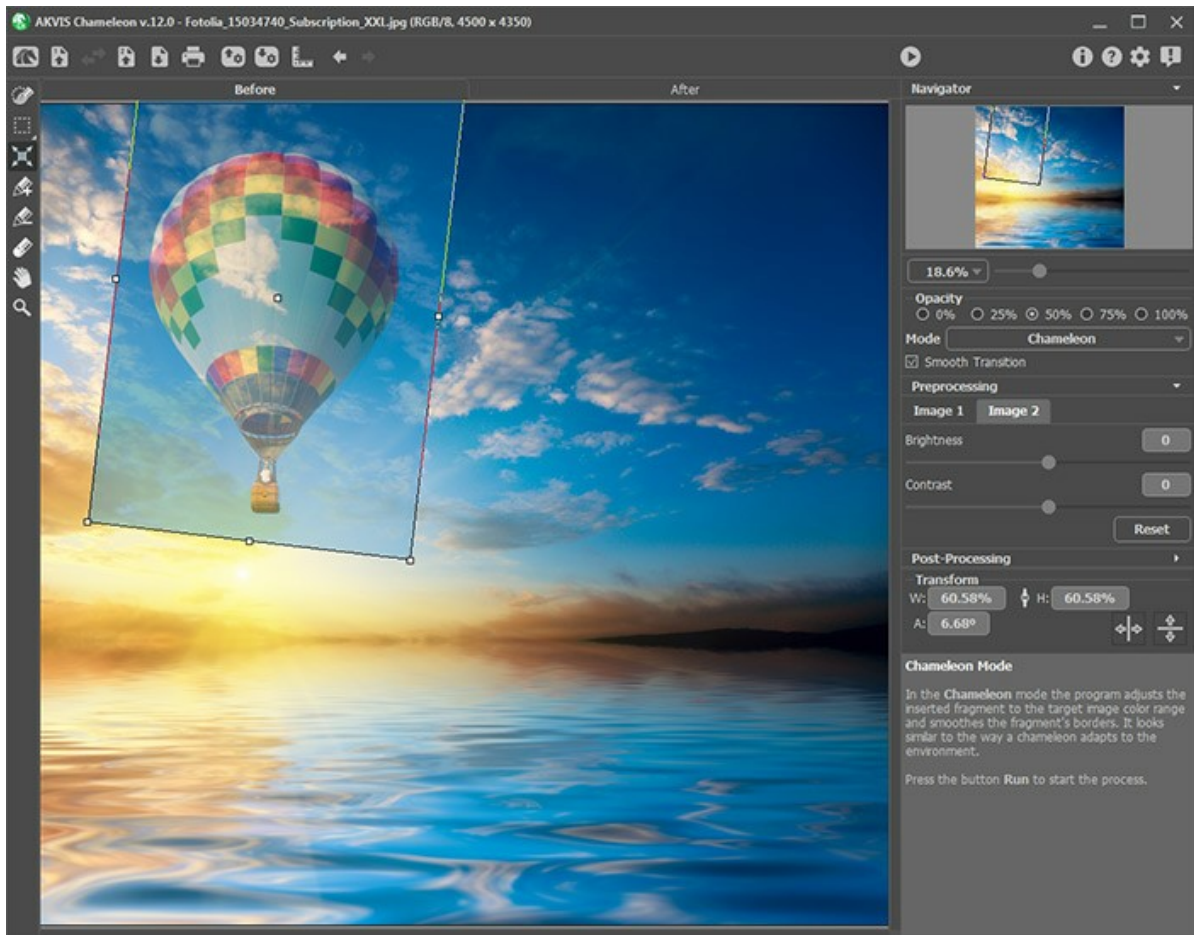 AKVIS Chameleon v.12.0 - Fotolia_15034740_Subscription_XXL.jpg (RGB/8, 4500 x 4350)
Before
After
Navigator
18.6%
Opacity
0% 25% 50% 75% 100%
Mode Chameleon
Smooth Transition
Preprocessing
Image 1 Image 2
Brightness 0
Contrast 0
Reset
Post-Processing
Transform
W: 60.58% H: 60.58%
A: 6.68º
Chameleon Mode
In the Chameleon mode the program adjusts the
inserted fragment to the target image color range
and smoothes the fragment's borders. It looks
similar to the way a chameleon adapts to the
environment.
Press the button Run to start the process.